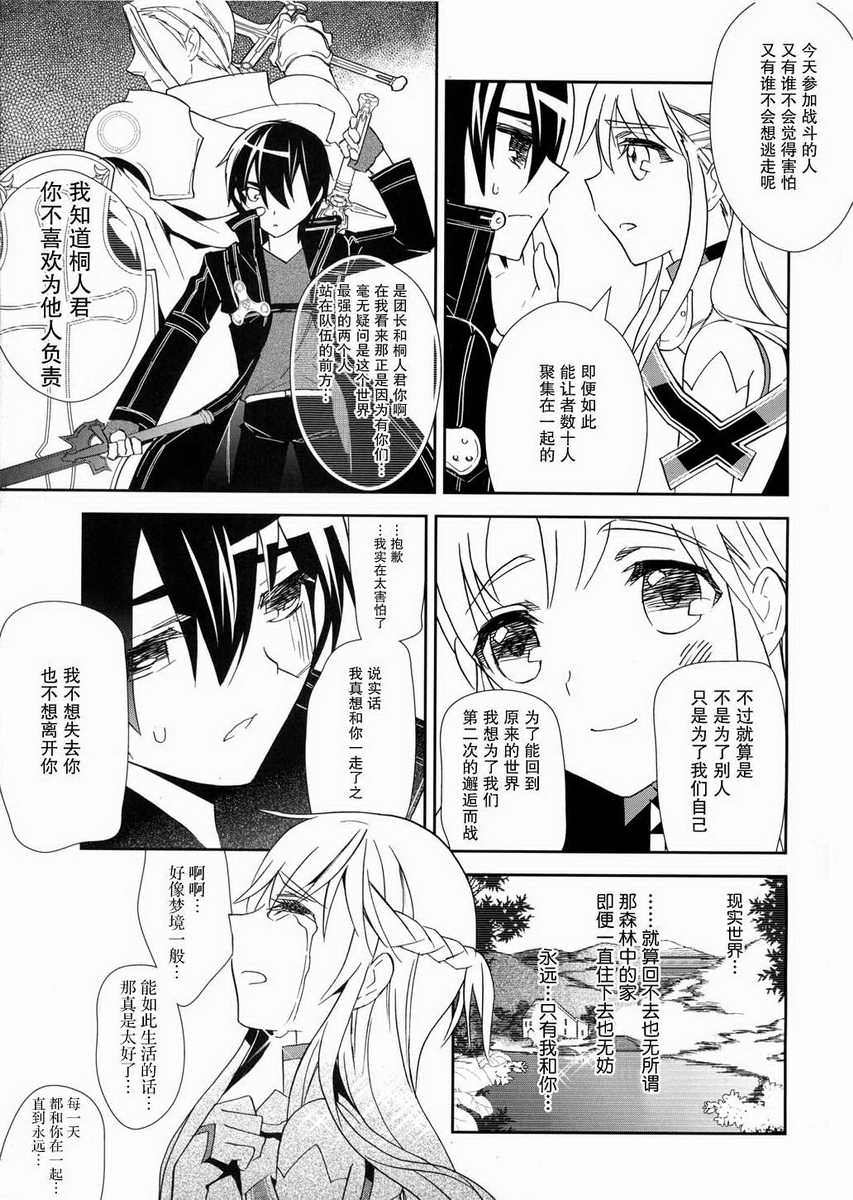 今天参加战斗的人
又有谁不会觉得害怕
又有谁不会想逃走呢
即便如此
能让者数十人
聚集在一起的
是团长和桐人君你啊
在我看来那正是因为有你们…
毫无疑问是这个世界
最强的两个人
站在队伍的前方…
我知道桐人君
你不喜欢为他人负责
不过就算是
不是为了别人
只是为了我们自己
为了能回到
原来的世界
我想为了我们
第二次的邂逅而战
…抱歉
…我实在太害怕了
说实话
我真想和你一走了之
我不想失去你
也不想离开你
现实世界…
……就算回不去也无所谓
那森林中的家
即便一直住下去也无妨
永远…只有我和你…
啊啊…
好像梦境一般…
能如此生活的话…
那真是太好了…
每一天
都和你在一起…
直到永远…